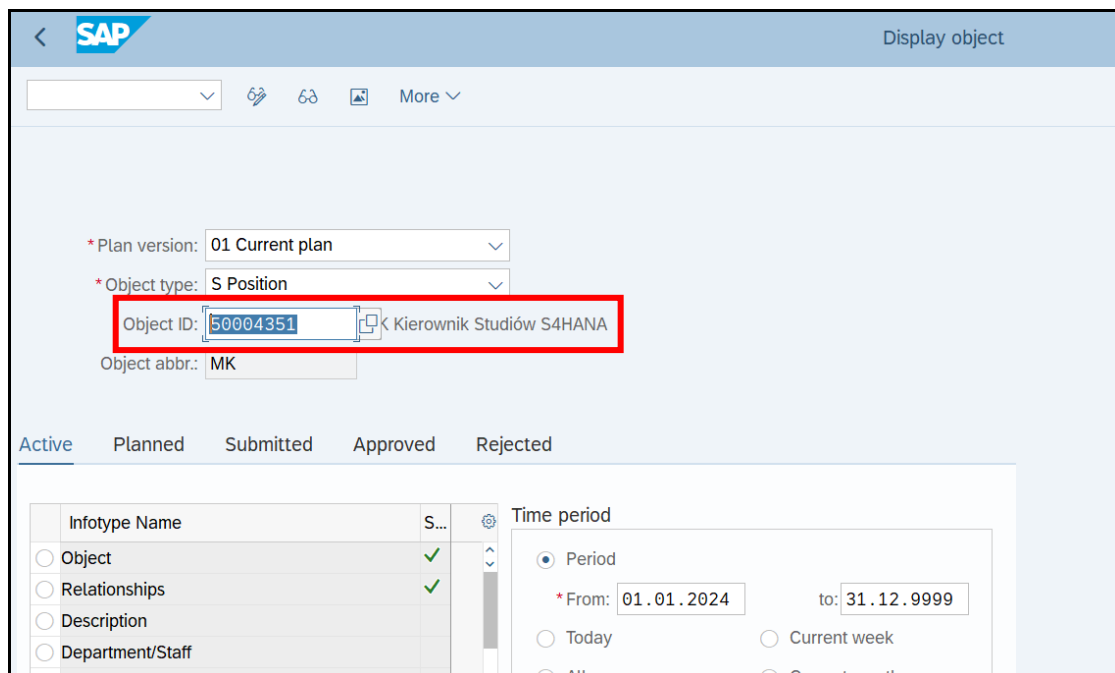 SAP
Display object
More
*Plan version: 01 Current plan
*Object type: S Position
Object ID: 50004351 K Kierownik Studiów S4HANA
Object abbr.: MK
Active Planned Submitted Approved Rejected
Infotype Name S...
Time period
Object
Period
Relationships
*From: 01.01.2024 to: 31.12.9999
Description
Today Current week
Department/Staff